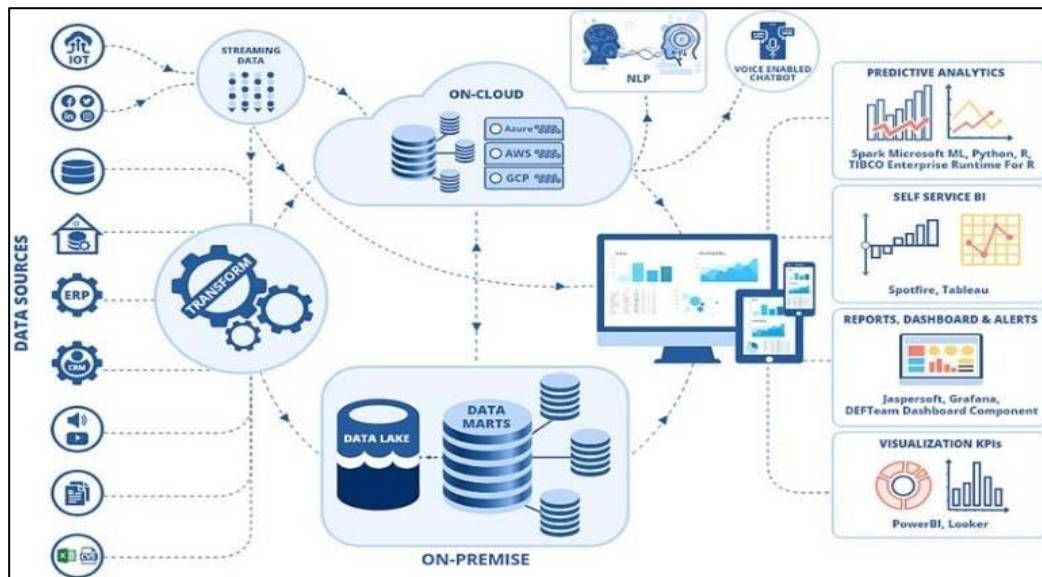 DATA SOURCES
IOT
ERP
CRM
STREAMING
DATA
TRANSFORM
ON-CLOUD
Azure
AWS
GCP
NLP
VOICE ENABLED
CHATBOT
DATA LAKE
DATA
MARTS
ON-PREMISE
PREDICTIVE ANALYTICS
Spark Microsoft ML, Python, R,
TIBCO Enterprise Runtime For R
SELF SERVICE BI
Spotfire, Tableau
REPORTS, DASHBOARD & ALERTS
Jaspersoft, Grafana,
DEFTeam Dashboard Component
VISUALIZATION KPIs
PowerBI, Looker